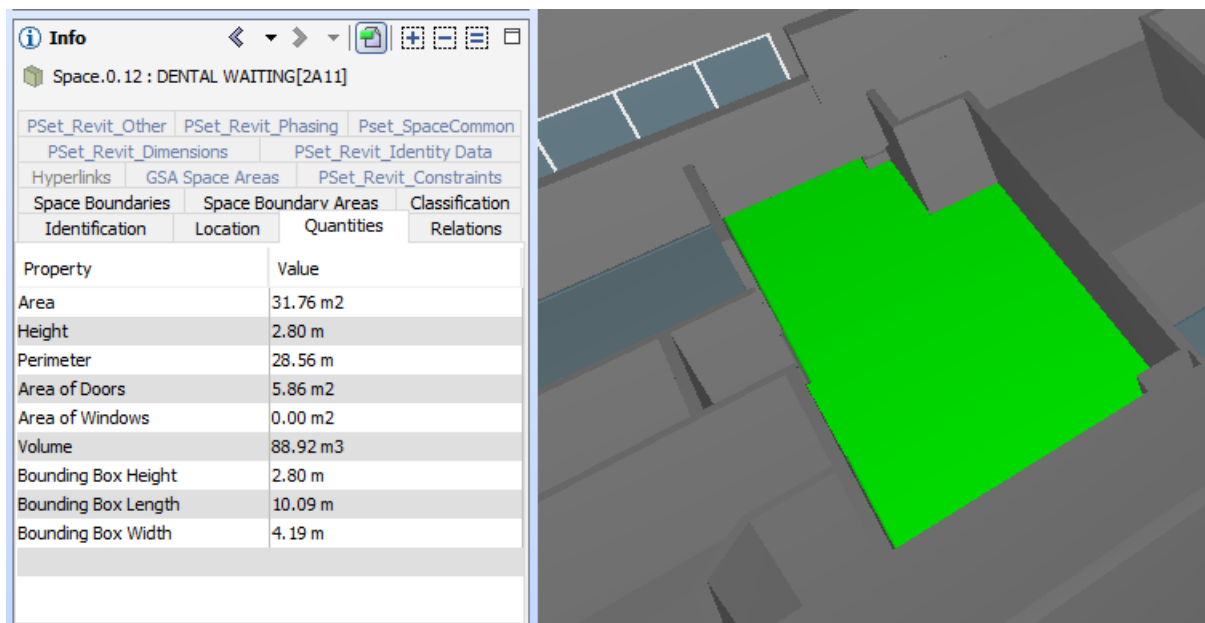 Info
Space.0.12 : DENTAL WAITING[2A11]
PSet_Revit_Other PSet_Revit_Phasing Pset_SpaceCommon
PSet_Revit_Dimensions PSet_Revit_Identity Data
Hyperlinks GSA Space Areas PSet_Revit_Constraints
Space Boundaries Space Boundary Areas Classification
Identification Location Quantities Relations
Property Value
Area 31.76 m2
Height 2.80 m
Perimeter 28.56 m
Area of Doors 5.86 m2
Area of Windows 0.00 m2
Volume 88.92 m3
Bounding Box Height 2.80 m
Bounding Box Length 10.09 m
Bounding Box Width 4.19 m